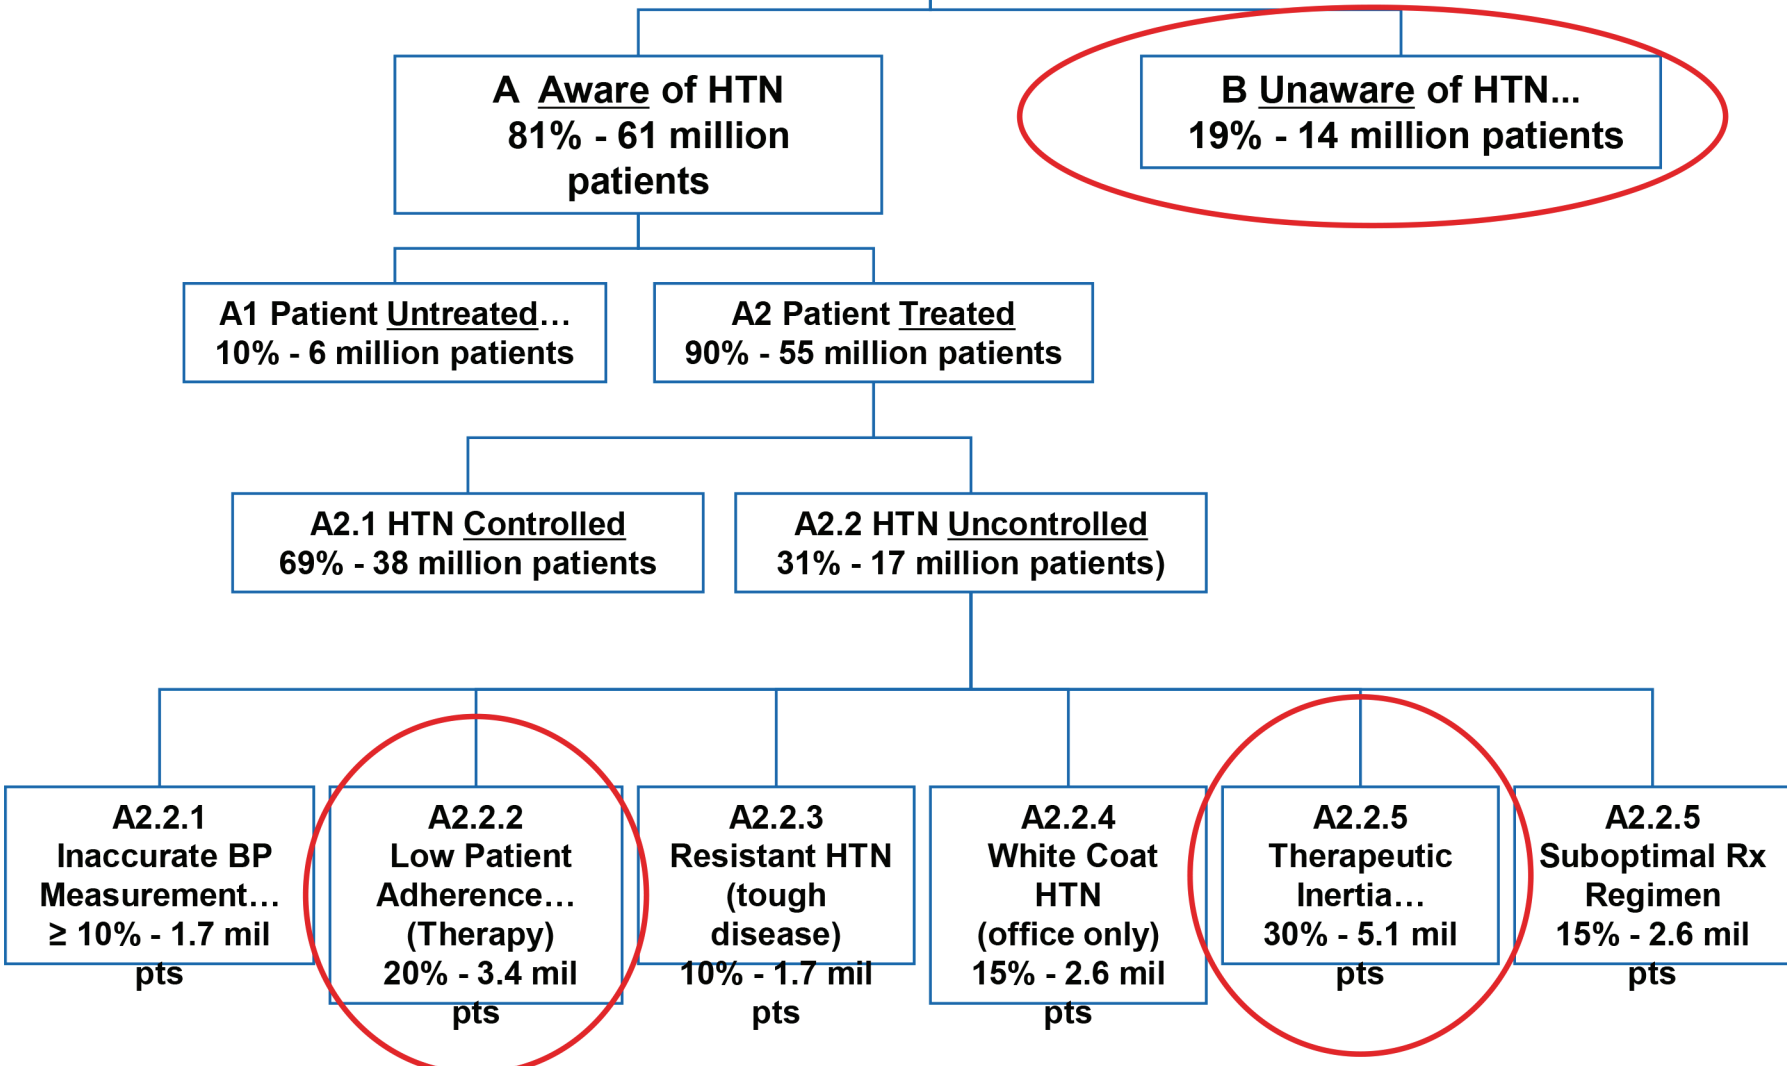 A Aware of HTN
81% - 61 million
patients
B Unaware of HTN...
19% - 14 million patients
A1 Patient Untreated…
10% - 6 million patients
A2 Patient Treated
90% - 55 million patients
A2.1 HTN Controlled
69% - 38 million patients
A2.2 HTN Uncontrolled
31% - 17 million patients)
A2.2.1
Inaccurate BP
Measurement…
≥ 10% - 1.7 mil
pts
A2.2.2
Low Patient
Adherence…
(Therapy)
20% - 3.4 mil
pts
A2.2.3
Resistant HTN
(tough
disease)
10% - 1.7 mil
pts
A2.2.4
White Coat
HTN
(office only)
15% - 2.6 mil
pts
A2.2.5
Therapeutic
Inertia…
30% - 5.1 mil
pts
A2.2.5
Suboptimal Rx
Regimen
15% - 2.6 mil
pts